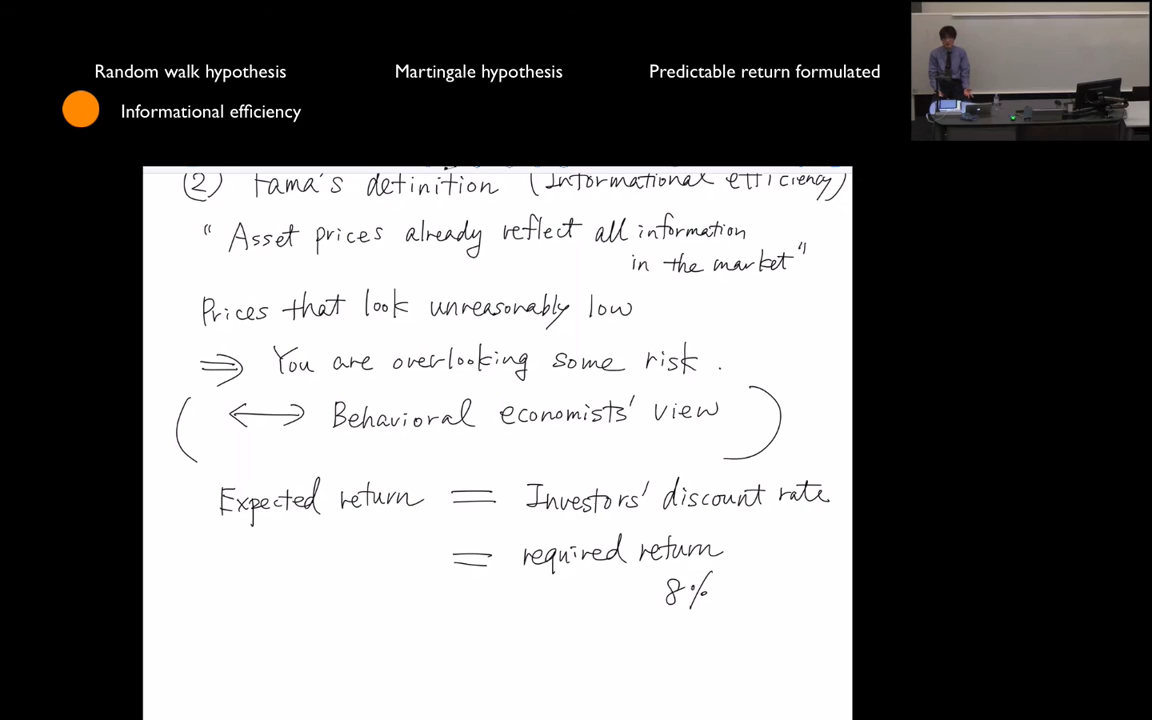 Random walk hypothesis
Martingale hypothesis
Predictable return formulated
Informational efficiency
(2) Fama's definition (Informational efficiency)
" Asset prices already reflect all information
in the market"
Prices that look unreasonably low
⇒ You are overlooking some risk.
( ↔ Behavioral economists' view )
Expected return = Investors' discount rate
= required return
8%